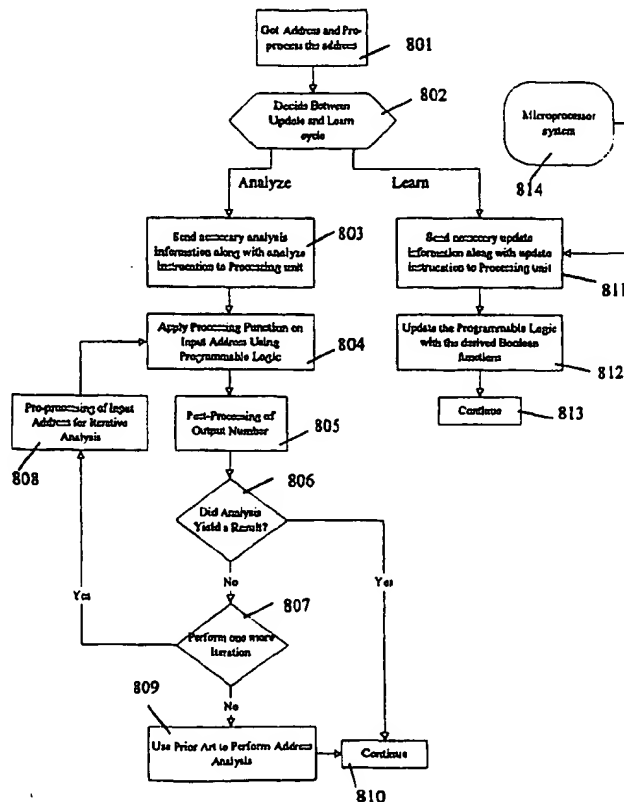 Get Address and Pre-
process the address
801
Decide Between
Update and Learn
cycle
802
Microprocessor
system
814
Analyze
Learn
Send necessary analysis
Information along with analyze
Instruction to Processing unit
803
Send necessary update
Information along with update
instrucation to Processing unit
811
Apply Processing Function on
Input Address Using
Programmable Logic
804
Update the Programmable Logic
with the derived Boolean
functions
812
Continue
813
Pre-processing of Input
Address for Iterative
Analysis
808
Post-Processing of
Output Number
805
806
Did Analysis
Yield a Result?
Yes
No
Yes
807
Perform one more
Iteration
No
809
Use Prior Art to Perform Address
Analysis
Continue
810